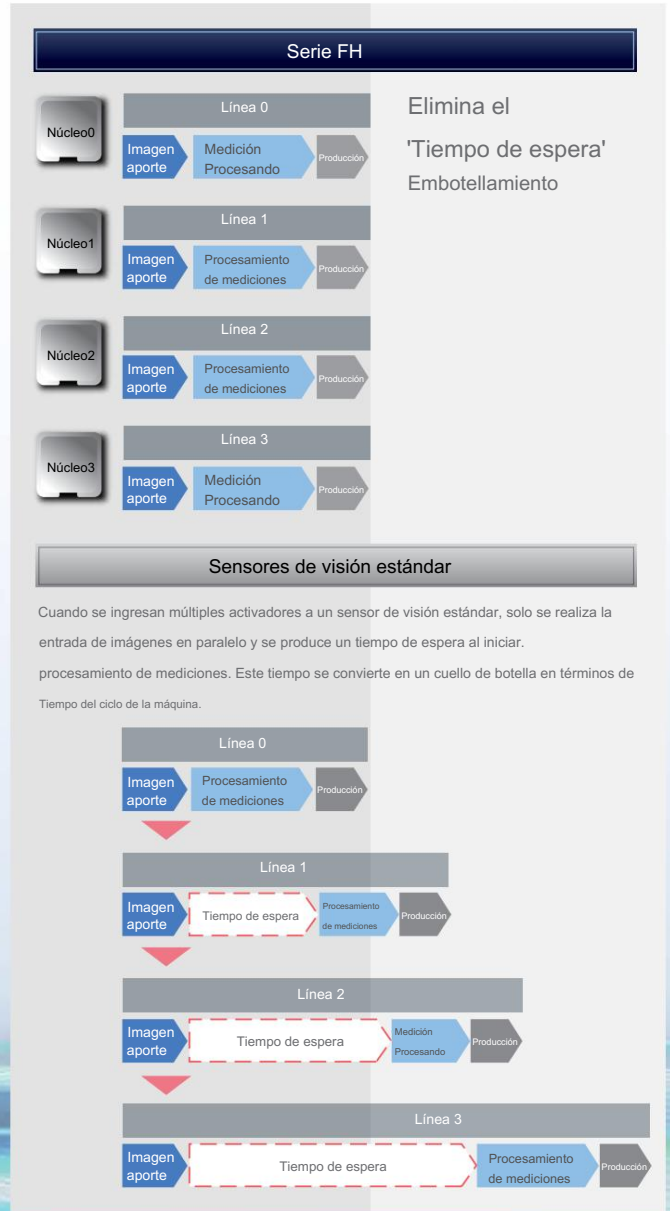 Serie FH
Núcleo0
Línea 0
Imagen
aporte
Medición
Procesando
Producción
Elimina el
'Tiempo de espera'
Embotellamiento
Núcleo1
Línea 1
Imagen
aporte
Procesamiento
de mediciones
Producción
Núcleo2
Línea 2
Imagen
aporte
Procesamiento
de mediciones
Producción
Núcleo3
Línea 3
Imagen
aporte
Medición
Procesando
Producción
Sensores de visión estándar
Cuando se ingresan múltiples activadores a un sensor de visión estándar, solo se realiza la
entrada de imágenes en paralelo y se produce un tiempo de espera al iniciar.
procesamiento de mediciones. Este tiempo se convierte en un cuello de botella en términos de
Tiempo del ciclo de la máquina.
Línea 0
Imagen
aporte
Procesamiento
de mediciones
Producción
Línea 1
Imagen
aporte
Tiempo de espera
Procesamiento
de mediciones
Producción
Línea 2
Imagen
aporte
Tiempo de espera
Medición
Procesando
Producción
Línea 3
Imagen
aporte
Tiempo de espera
Procesamiento
de mediciones
Producción